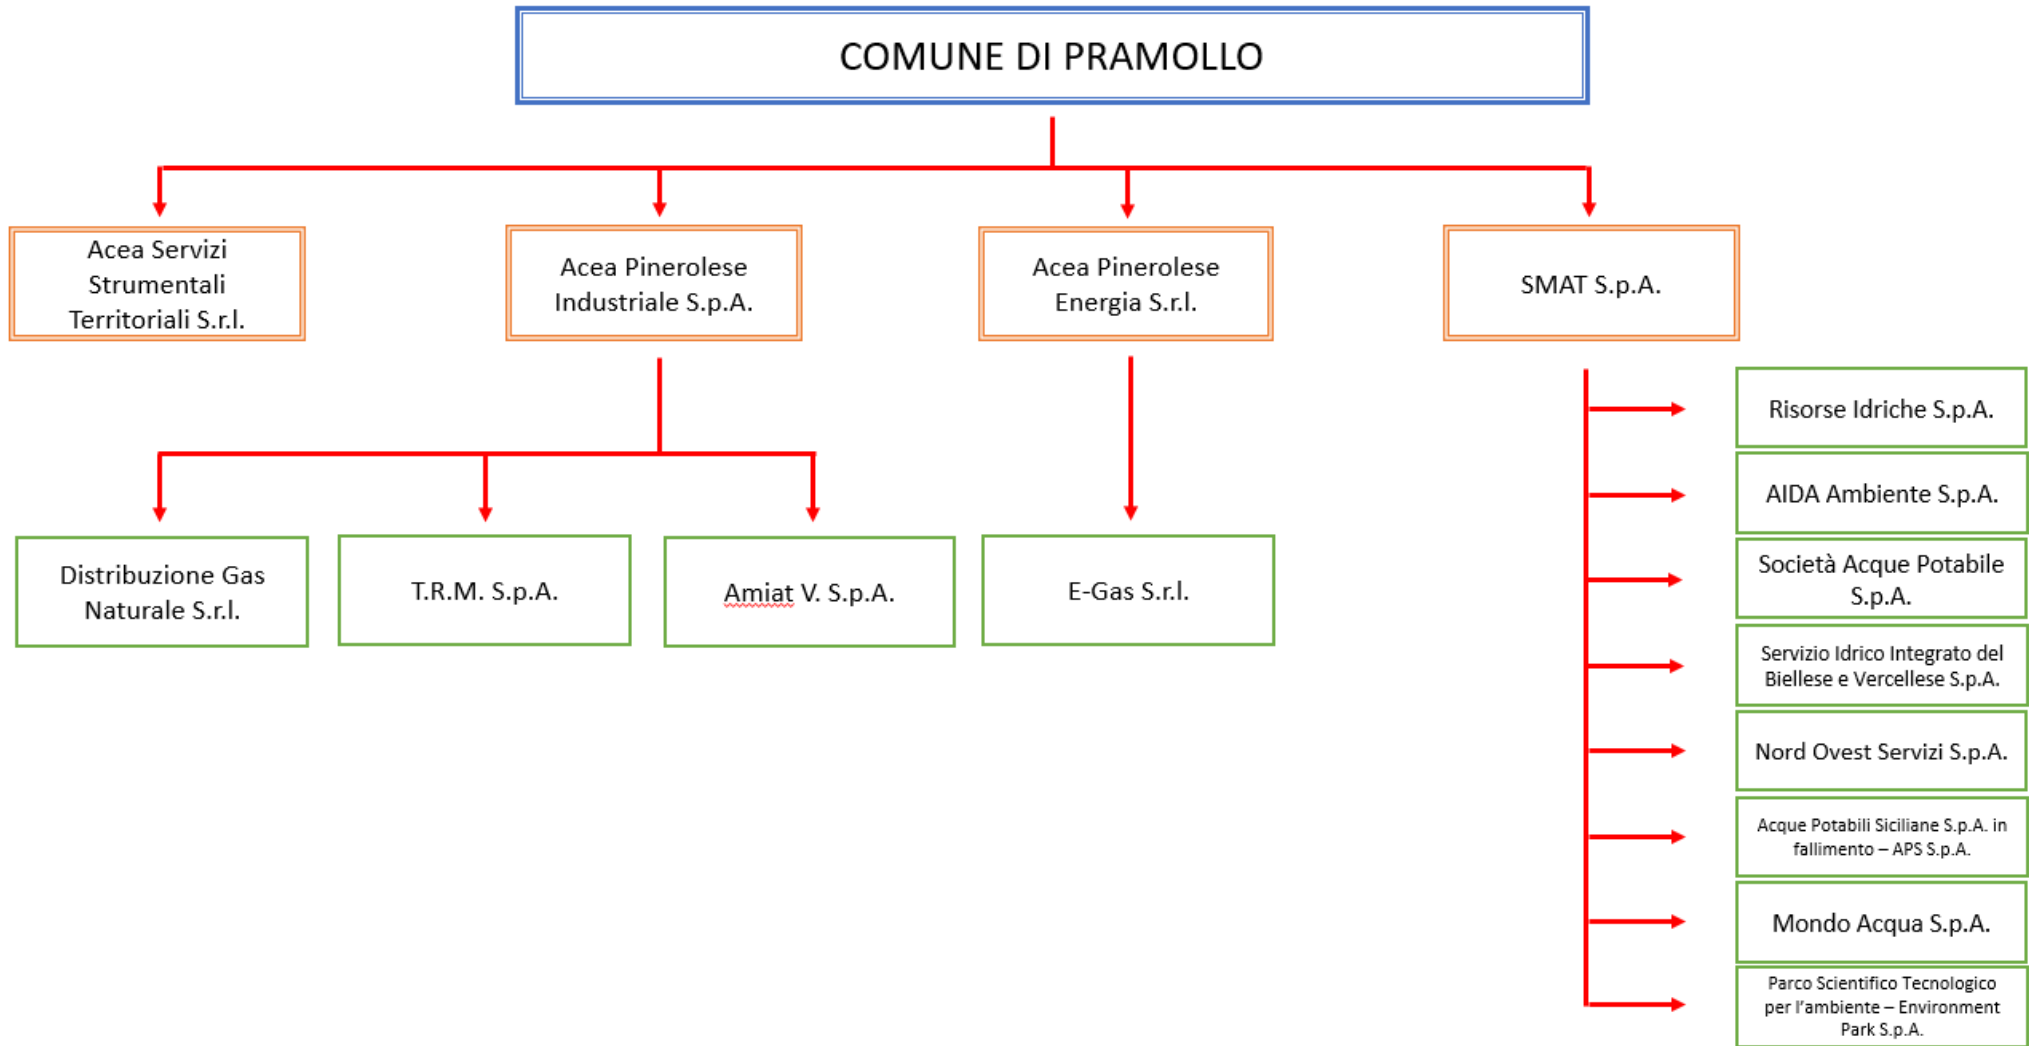 COMUNE DI PRAMOLLO
Acea Servizi
Strumentali
Territoriali S.r.l.
Acea Pinerolese
Industriale S.p.A.
Acea Pinerolese
Energia S.r.l.
SMAT S.p.A.
Distribuzione Gas
Naturale S.r.l.
T.R.M. S.p.A.
Amiat V. S.p.A.
E-Gas S.r.l.
Risorse Idriche S.p.A.
AIDA Ambiente S.p.A.
Società Acque Potabile
S.p.A.
Servizio Idrico Integrato del
Biellese e Vercellese S.p.A.
Nord Ovest Servizi S.p.A.
Acque Potabili Siciliane S.p.A. in
fallimento – APS S.p.A.
Mondo Acqua S.p.A.
Parco Scientifico Tecnologico
per l'ambiente – Environment
Park S.p.A.